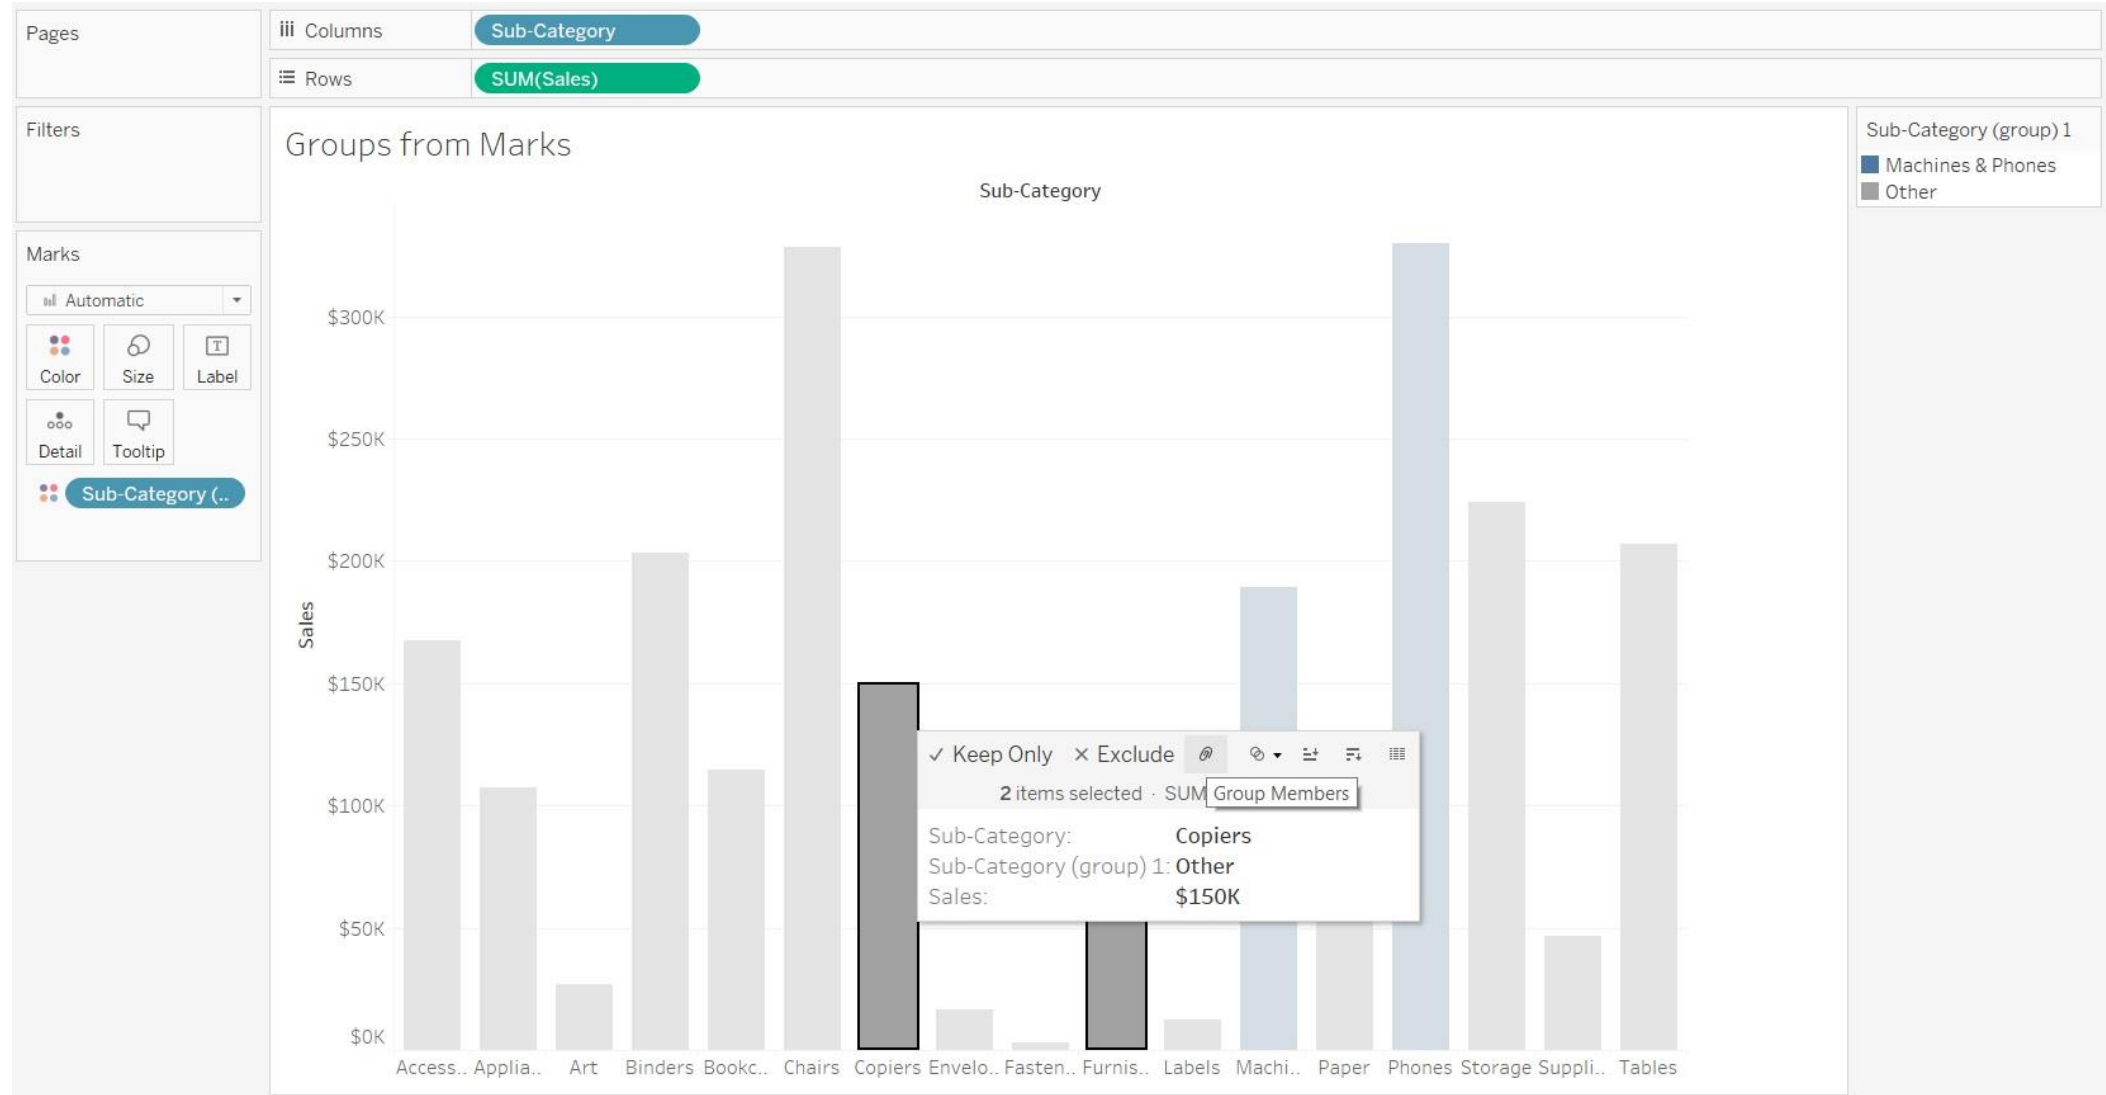 Pages
Columns
Sub-Category
Rows
SUM(Sales)
Filters
Marks
Automatic
Color
Size
Label
Detail
Tooltip
Sub-Category (..
Groups from Marks
Sub-Category
Sales
$300K
$250K
$200K
$150K
$100K
$50K
$0K
Access.. Applia.. Art Binders Bookc.. Chairs Copiers Envelo.. Fasten.. Furnis.. Labels Machi.. Paper Phones Storage Suppli.. Tables
Keep Only Exclude
2 items selected · SUM
Group Members
Sub-Category: Copiers
Sub-Category (group) 1: Other
Sales: $150K
Sub-Category (group) 1
Machines & Phones
Other